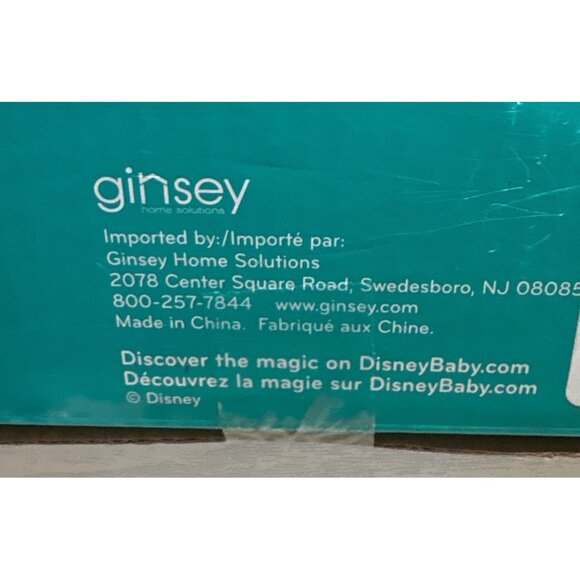 ginsey
home solutions
Imported by:/Importé par:
Ginsey Home Solutions
2078 Center Square Road, Swedesboro, NJ 08085
800-257-7844 www.ginsey.com
Made in China. Fabriqué aux Chine.
Discover the magic on DisneyBaby.com
Découvrez la magie sur DisneyBaby.com
© Disney